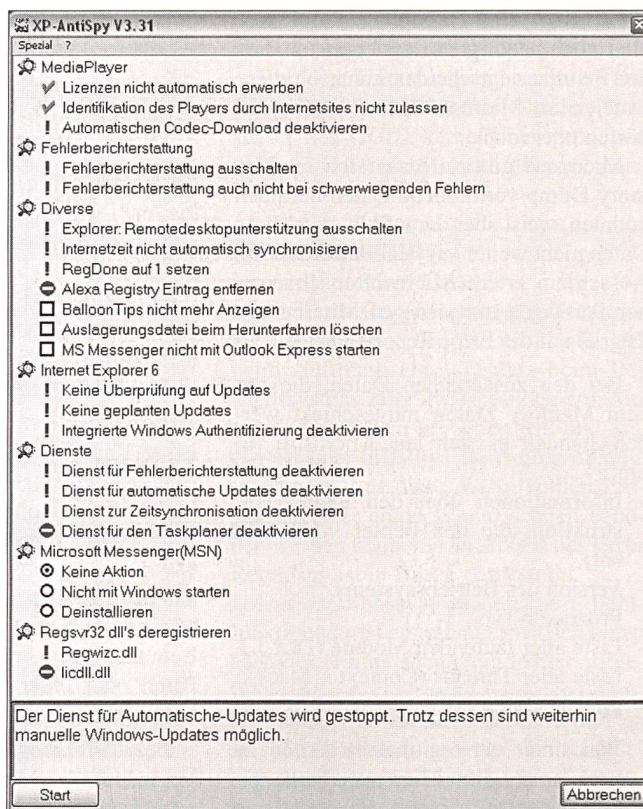 XP-AntiSpy V3.31
Spezial ?
MediaPlayer
Lizenzen nicht automatisch erwerben
Identifikation des Players durch Internetsites nicht zulassen
Automatischen Codec-Download deaktivieren
Fehlerberichterstattung
Fehlerberichterstattung ausschalten
Fehlerberichterstattung auch nicht bei schwerwiegenden Fehlern
Diverse
Explorer: Remotedesktopunterstützung ausschalten
Internetzeit nicht automatisch synchronisieren
RegDone auf 1 setzen
Alexa Registry Eintrag entfernen
BalloonTips nicht mehr Anzeigen
Auslagerungsdatei beim Herunterfahren löschen
MS Messenger nicht mit Outlook Express starten
Internet Explorer 6
Keine Überprüfung auf Updates
Keine geplanten Updates
Integrierte Windows Authentifizierung deaktivieren
Dienste
Dienst für Fehlerberichterstattung deaktivieren
Dienst für automatische Updates deaktivieren
Dienst zur Zeitsynchronisation deaktivieren
Dienst für den Taskplaner deaktivieren
Microsoft Messenger(MSN)
Keine Aktion
Nicht mit Windows starten
Deinstallieren
Regsvr32 dll's deregistrieren
Regwizc.dll
licdll.dll
Der Dienst für Automatische-Updates wird gestoppt. Trotz dessen sind weiterhin
manuelle Windows-Updates möglich.
Start
Abbrechen